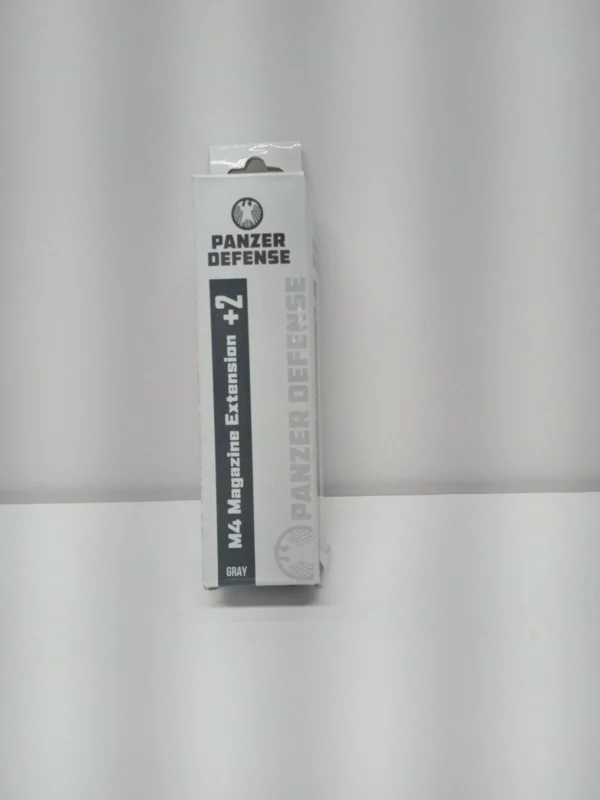 PANZER
DEFENSE
M4 Magazine Extension +2
GRAY
PANZER DEFENSE